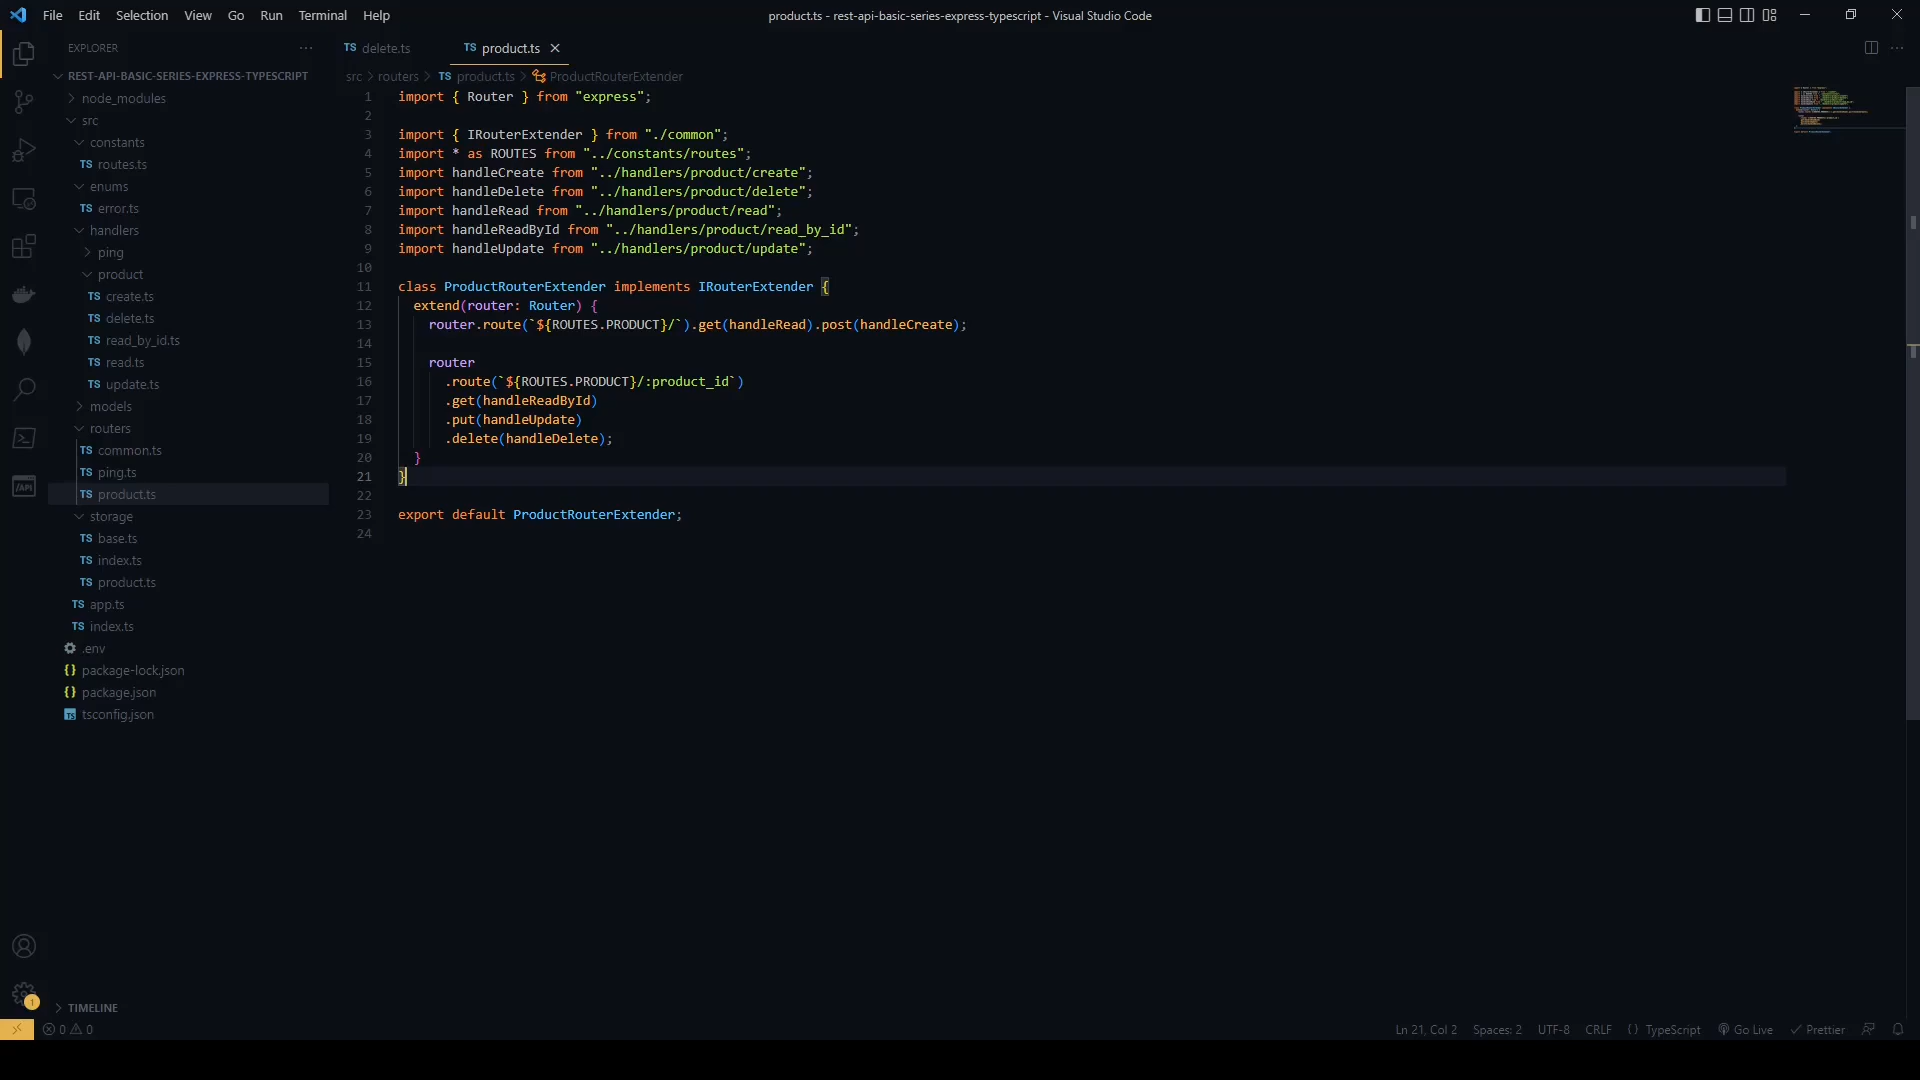 File Edit Selection View Go Run Terminal Help
product.ts - rest-api-basic-series-express-typescript - Visual Studio Code
EXPLORER
REST-API-BASIC-SERIES-EXPRESS-TYPESCRIPT
node_modules
src
constants
TS routes.ts
enums
TS error.ts
handlers
ping
product
TS create.ts
TS delete.ts
TS read_by_id.ts
TS read.ts
TS update.ts
models
routers
TS common.ts
TS ping.ts
TS product.ts
storage
TS base.ts
TS index.ts
TS product.ts
TS app.ts
TS index.ts
.env
{} package-lock.json
{} package.json
TS tsconfig.json
TIMELINE
TS delete.ts
TS product.ts
src > routers > TS product.ts > ProductRouterExtender
1 import { Router } from "express";
2
3 import { IRouterExtender } from "./common";
4 import * as ROUTES from "../constants/routes";
5 import handleCreate from "../handlers/product/create";
6 import handleDelete from "../handlers/product/delete";
7 import handleRead from "../handlers/product/read";
8 import handleReadById from "../handlers/product/read_by_id";
9 import handleUpdate from "../handlers/product/update";
10
11 class ProductRouterExtender implements IRouterExtender {
12   extend(router: Router) {
13     router.route(`${ROUTES.PRODUCT}/`).get(handleRead).post(handleCreate);
14
15     router
16       .route(`${ROUTES.PRODUCT}/:product_id`)
17       .get(handleReadById)
18       .put(handleUpdate)
19       .delete(handleDelete);
20   }
21 }
22
23 export default ProductRouterExtender;
24
/API
1
0 0
Ln 21, Col 2 Spaces: 2 UTF-8 CRLF {} TypeScript Go Live Prettier